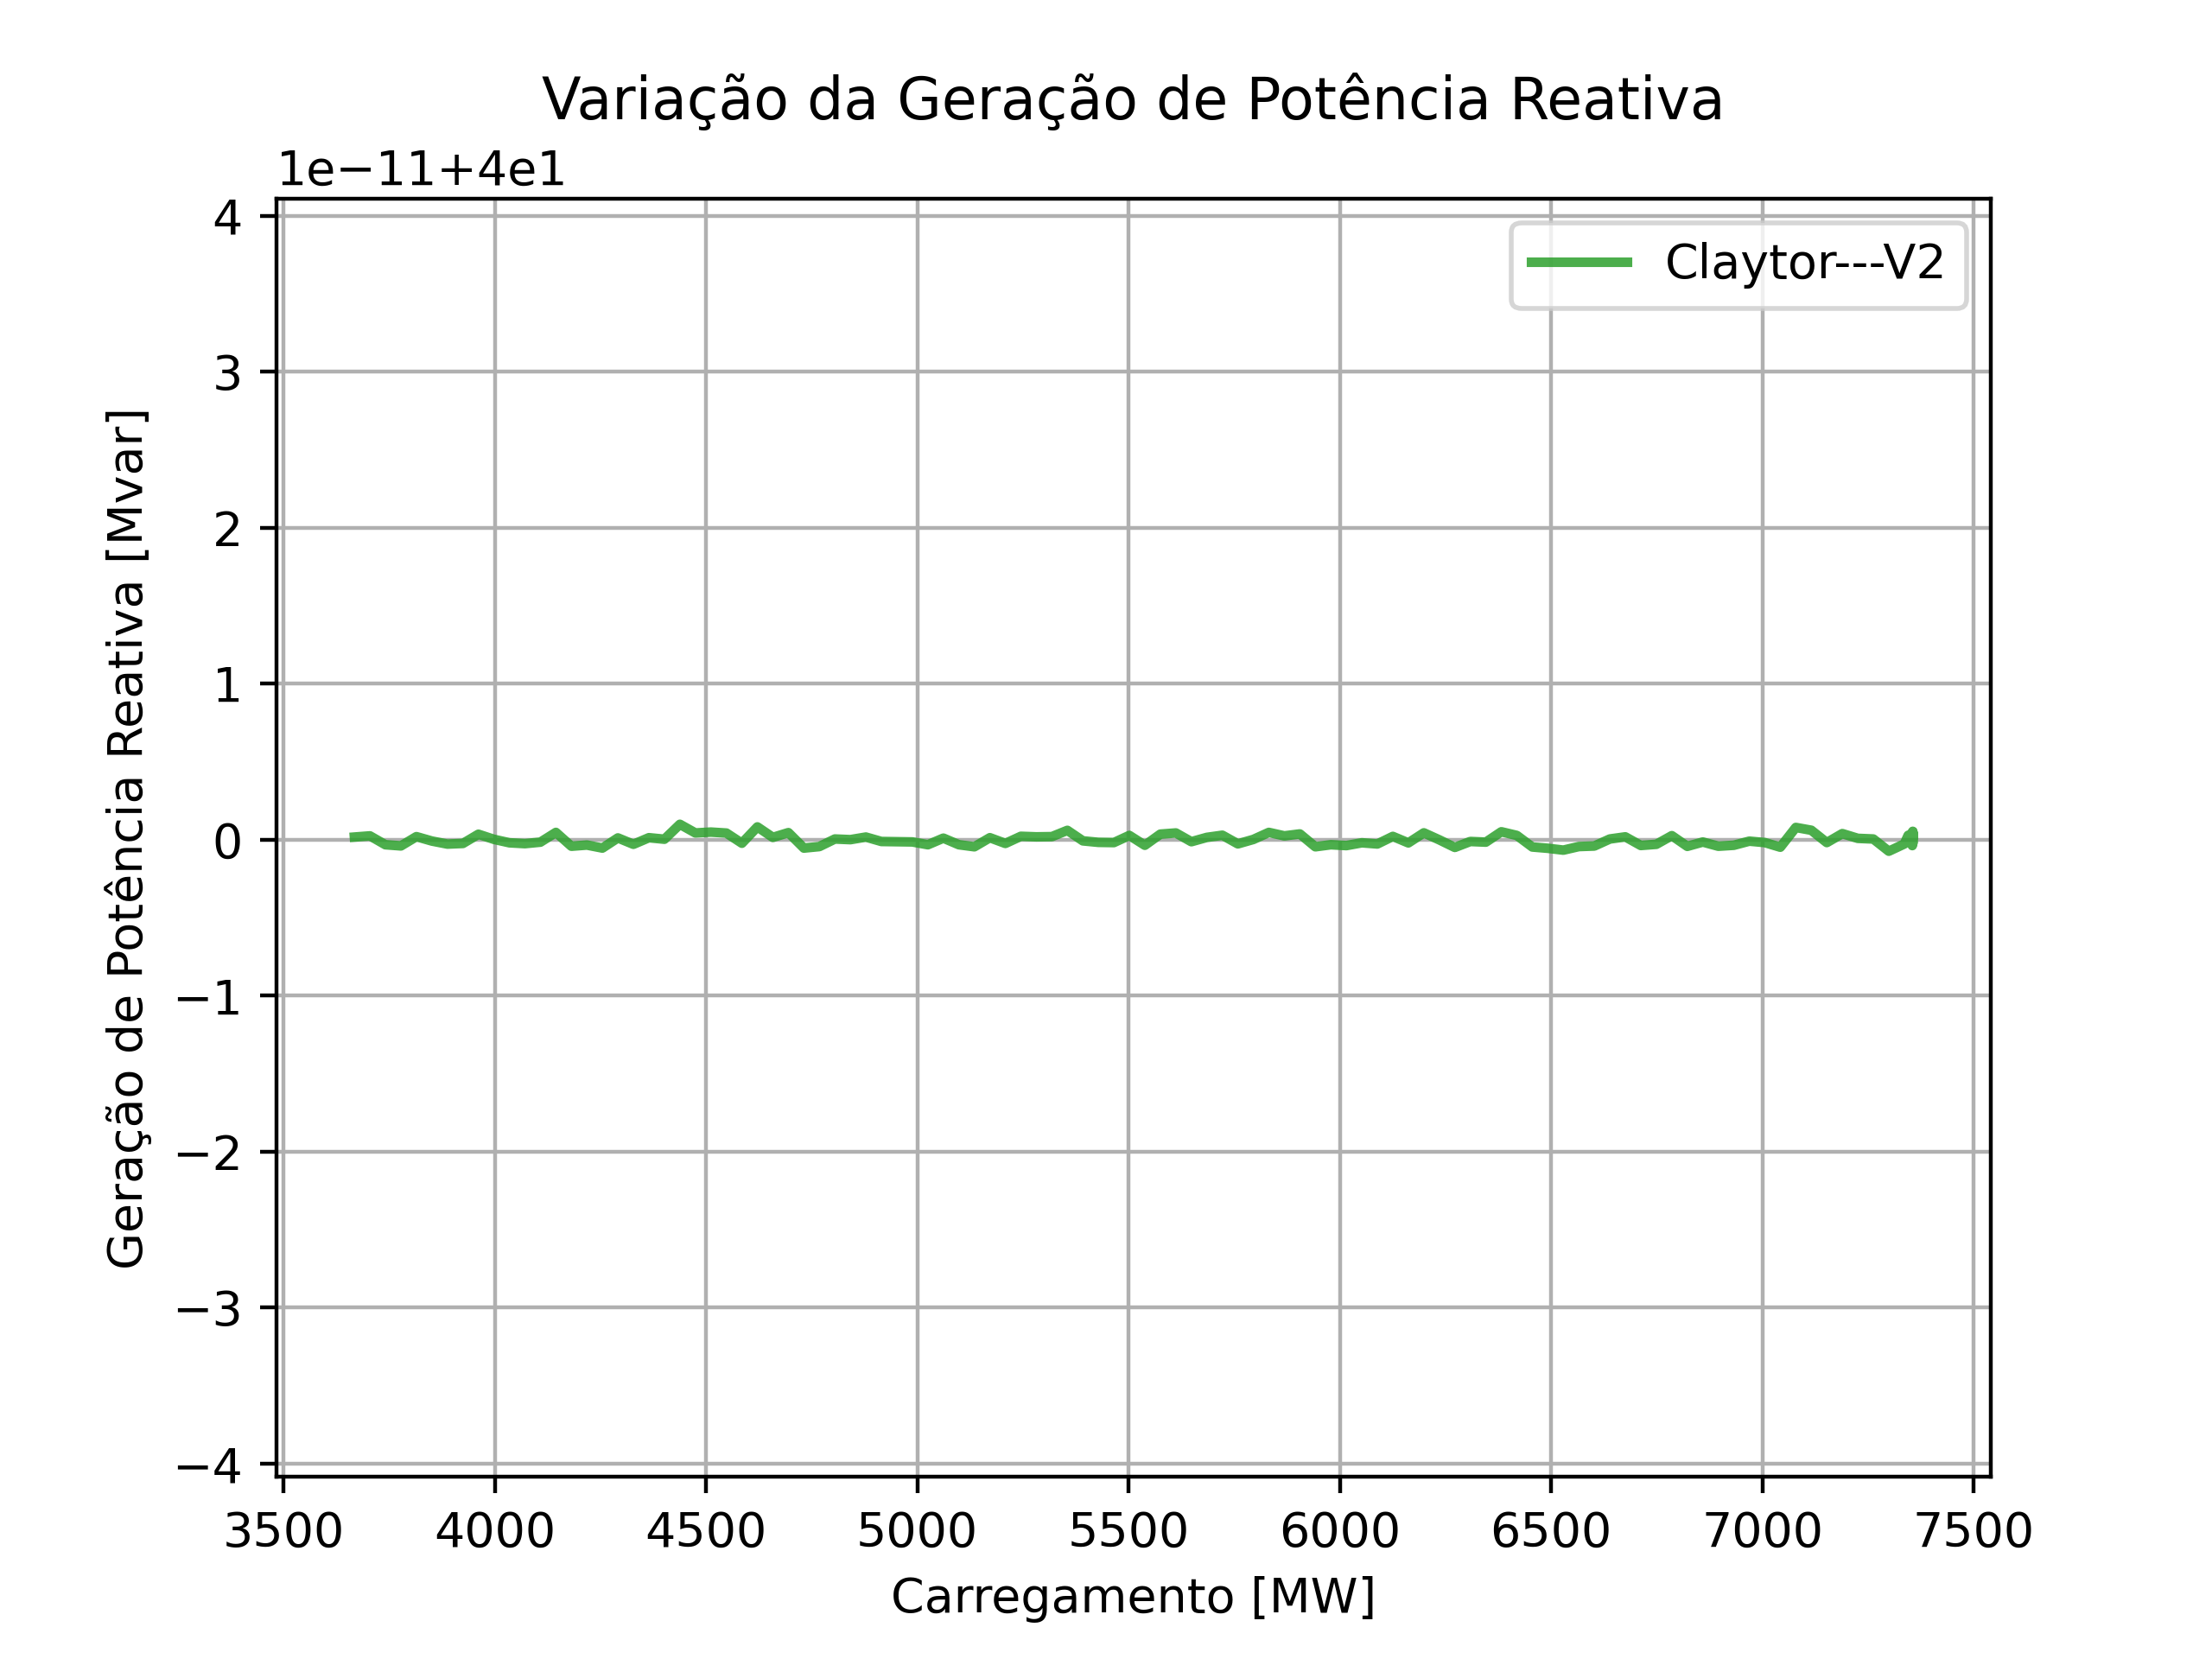 Variação da Geração de Potência Reativa
1e−11+4e1
Claytor---V2
Geração de Potência Reativa [Mvar]
4
3
2
1
0
−1
−2
−3
−4
3500 4000 4500 5000 5500 6000 6500 7000 7500
Carregamento [MW]